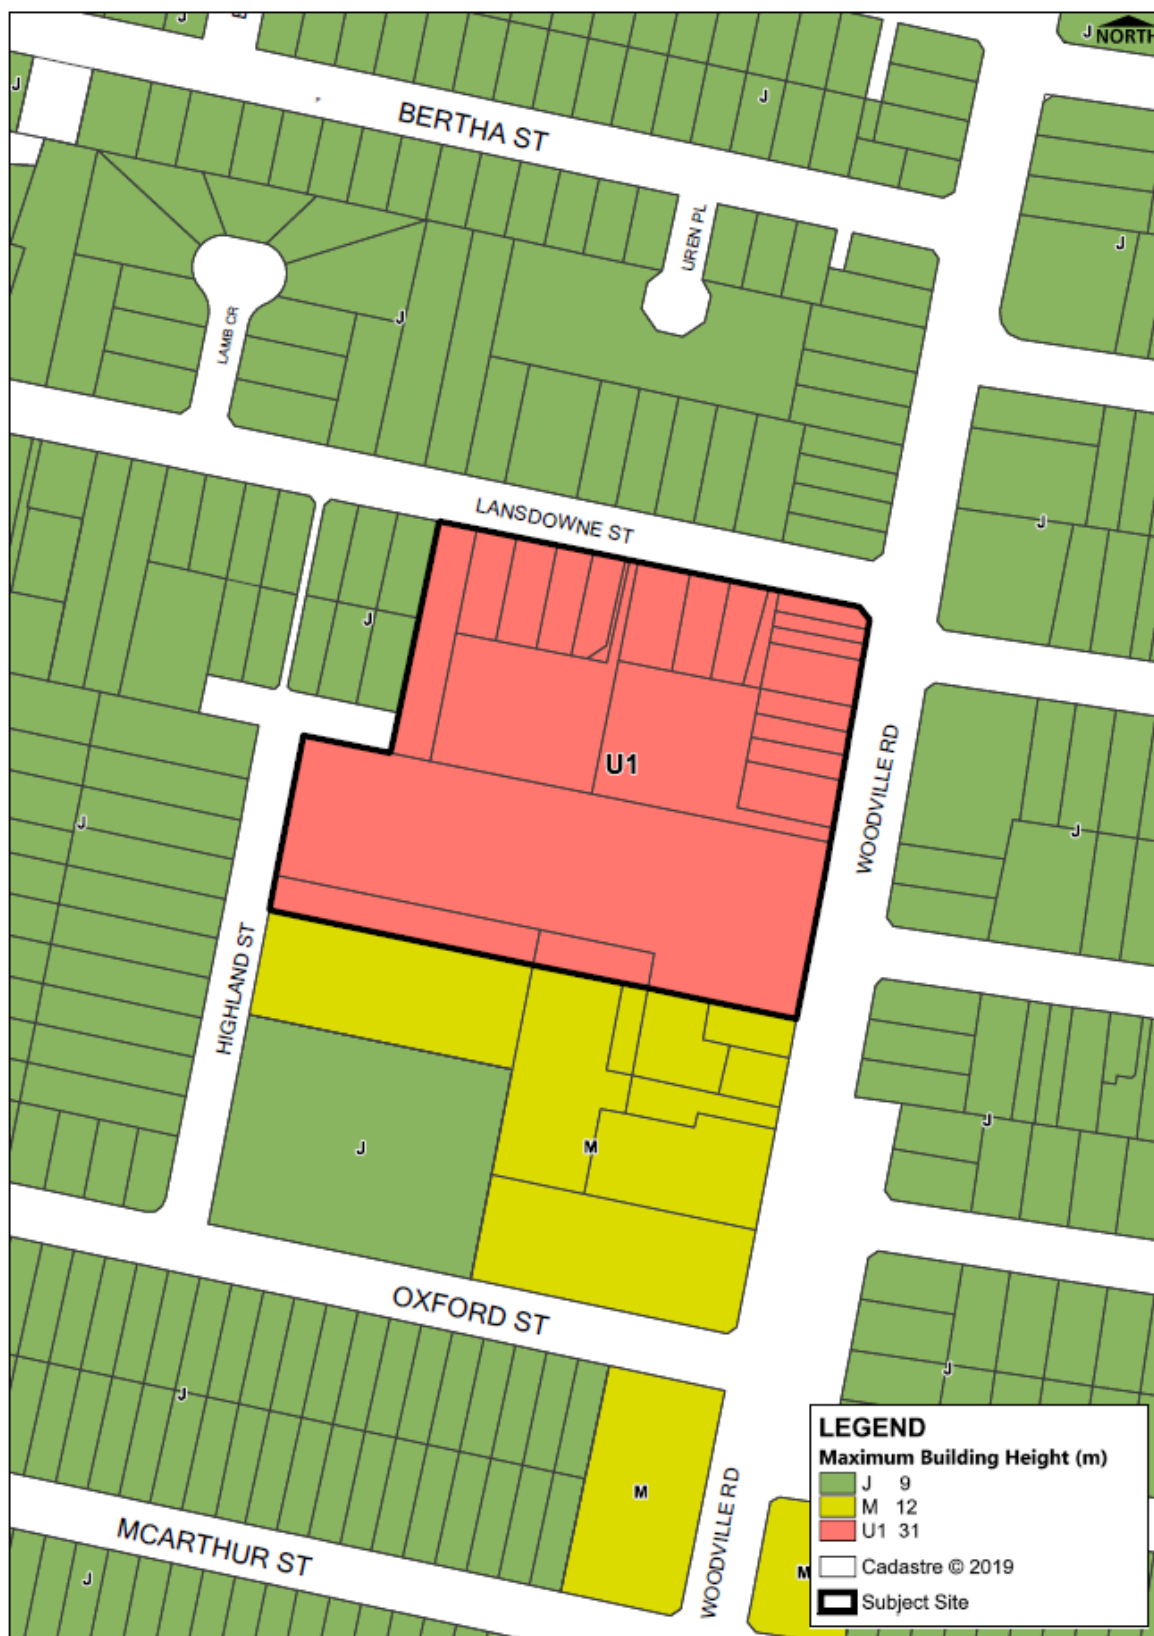 J
J
NORTH
J
J
BERTHA ST
UREN PL
J
LAMB CR
J
LANSDOWNE ST
J
J
U1
WOODVILLE RD
J
J
HIGHLAND ST
J
J
M
OXFORD ST
J
J
LEGEND
Maximum Building Height (m)
J 9
M 12
U1 31
Cadastre © 2019
Subject Site
M
WOODVILLE RD
MCARTHUR ST
M
J